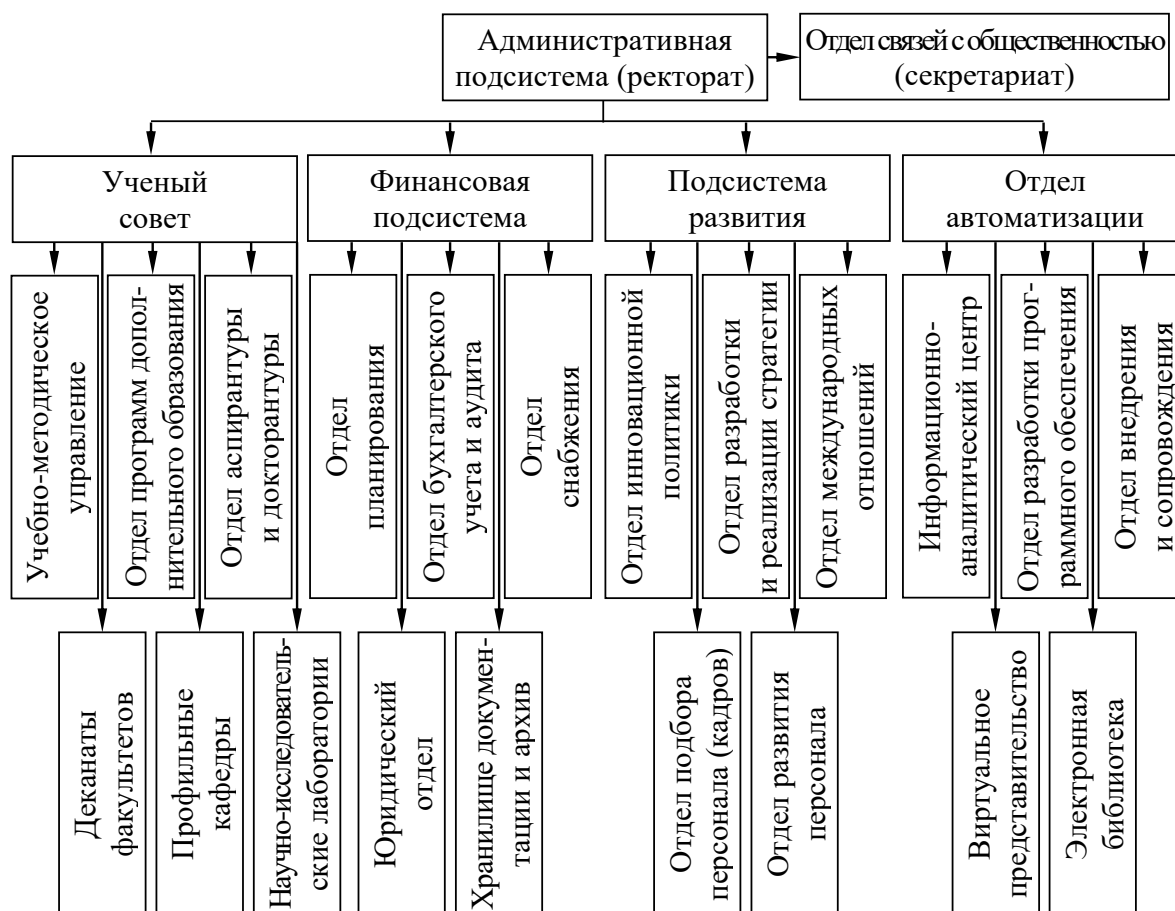 Административная
подсистема (ректорат)
Отдел связей с общественностью
(секретариат)
Ученый
совет
Финансовая
подсистема
Подсистема
развития
Отдел
автоматизации
Учебно-методическое
управление
Отдел программ допол-
нительного образования
Отдел аспирантуры
и докторантуры
Отдел
планирования
Отдел бухгалтерского
учета и аудита
Отдел
снабжения
Отдел инновационной
политики
Отдел разработки
и реализации стратегии
Отдел международных
отношений
Информационно-
аналитический центр
Отдел разработки прог-
раммного обеспечения
Отдел внедрения
и сопровождения
Деканаты
факультетов
Профильные
кафедры
Научно-исследователь-
ские лаборатории
Юридический
отдел
Хранилище докумен-
тации и архив
Отдел подбора
персонала (кадров)
Отдел развития
персонала
Виртуальное
представительство
Электронная
библиотека